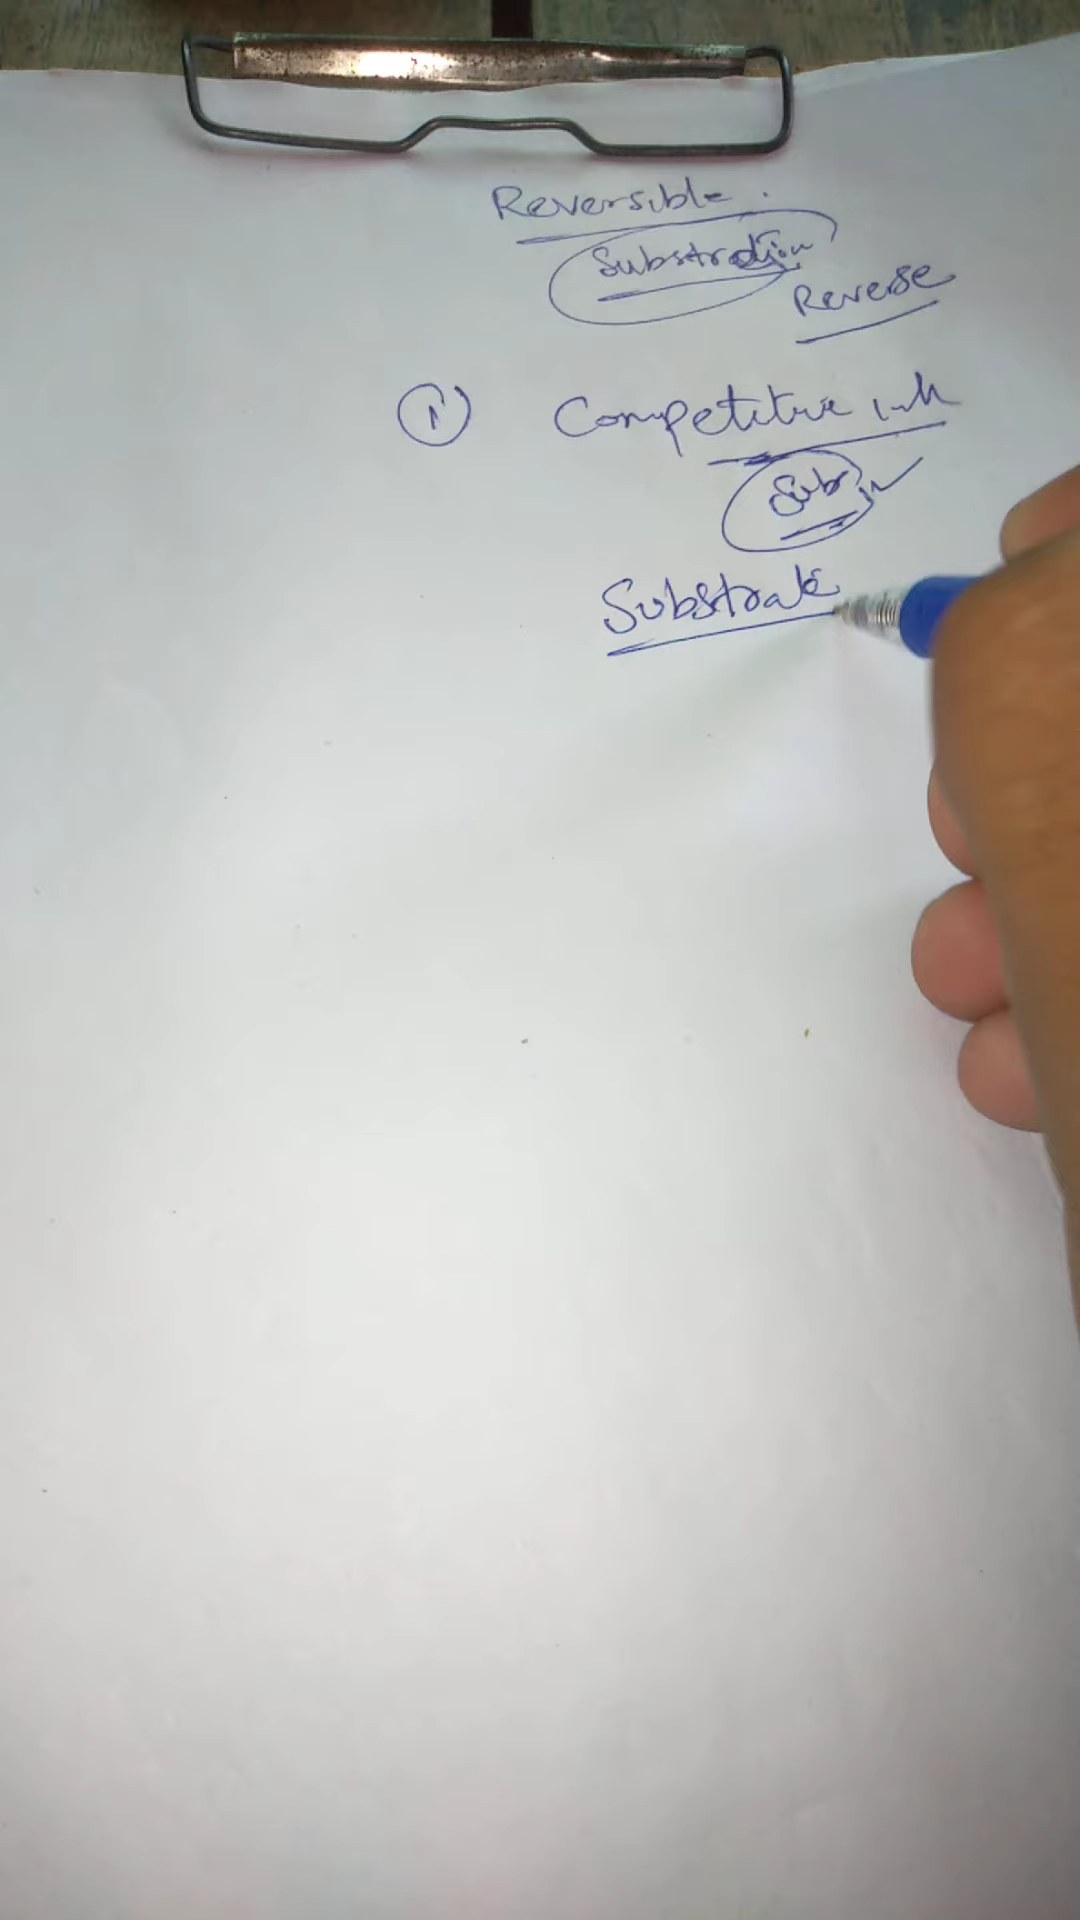 Reversible.
Substration
Reverse
1 Competitive inh
Sub in
Substrate